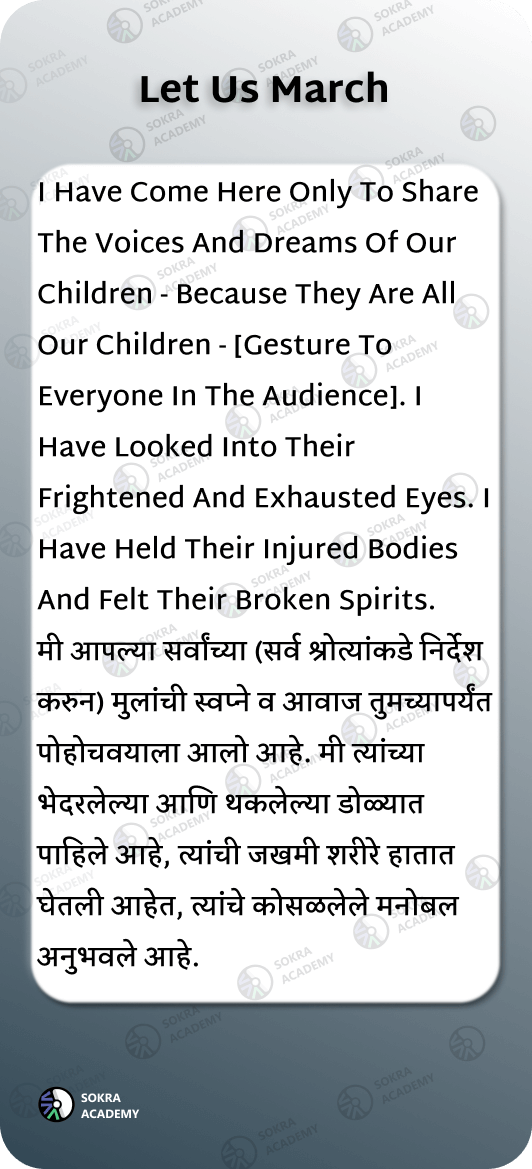 Let Us March
I Have Come Here Only To Share
The Voices And Dreams Of Our
Children - Because They Are All
Our Children - [Gesture To
Everyone In The Audience]. I
Have Looked Into Their
Frightened And Exhausted Eyes. I
Have Held Their Injured Bodies
And Felt Their Broken Spirits.
मी आपल्या सर्वांच्या (सर्व श्रोत्यांकडे निर्देश
करुन) मुलांची स्वप्ने व आवाज तुमच्यापर्यंत
पोहोचवयाला आलो आहे. मी त्यांच्या
भेदरलेल्या आणि थकलेल्या डोळ्यात
पाहिले आहे, त्यांची जखमी शरीरे हातात
घेतली आहेत, त्यांचे कोसळलेले मनोबल
अनुभवले आहे.
SOKRA
ACADEMY